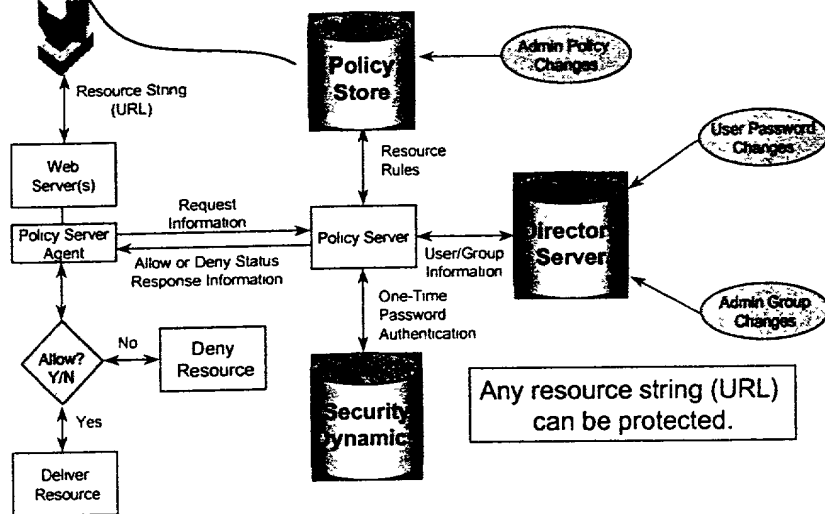 Policy
Store
Admin Policy
Changes
Resource String
(URL)
Resource
Rules
User Password
Changes
Web
Server(s)
Request
Information
Policy Server
Agent
Policy Server
Allow or Deny Status
Response Information
User/Group
Information
Director
Server
One-Time
Password
Authentication
Admin Group
Changes
Allow?
Y/N
No
Deny
Resource
Yes
Security
Dynamic
Any resource string (URL)
can be protected.
Deliver
Resource